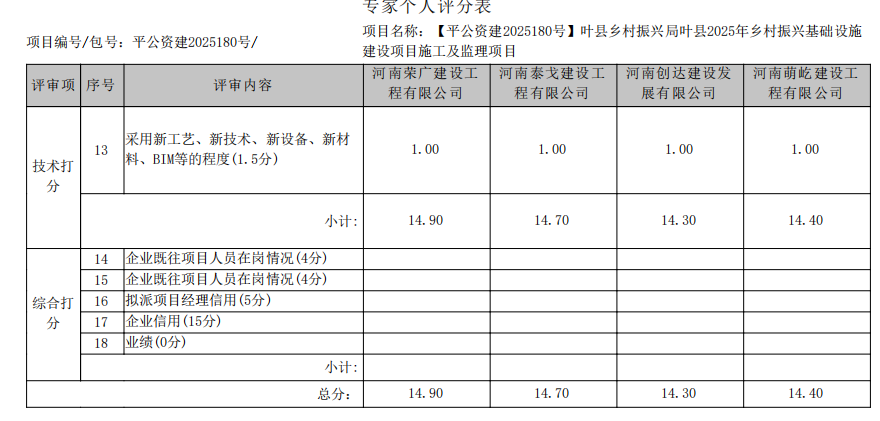 专家个人评分表
项目编号/包号: 平公资建2025180号/
项目名称: 【平公资建2025180号】叶县乡村振兴局叶县2025年乡村振兴基础设施
建设项目施工及监理项目
评审项 序号 评审内容 河南荣广建设工程有限公司 河南泰戈建设工程有限公司 河南创达建设发展有限公司 河南萌屹建设工程有限公司
技术打分 13 采用新工艺、新技术、新设备、新材料、BIM等的程度(1.5分) 1.00 1.00 1.00 1.00
小计: 14.90 14.70 14.30 14.40
综合打分
14 企业既往项目人员在岗情况(4分)
15 企业既往项目人员在岗情况(4分)
16 拟派项目经理信用(5分)
17 企业信用(15分)
18 业绩(0分)
小计:
总分: 14.90 14.70 14.30 14.40